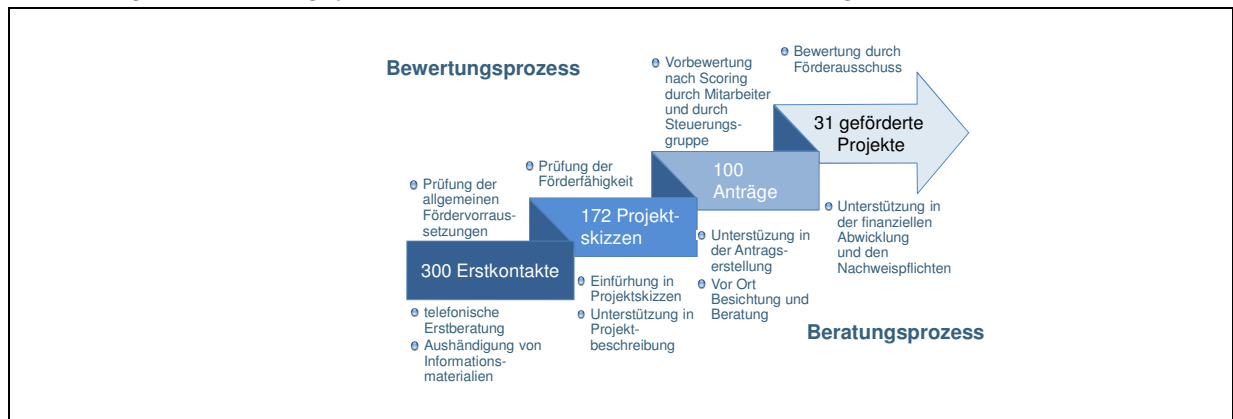 Bewertungsprozess
Bewertung durch
Förderausschuss
Vorbewertung
nach Scoring
durch Mitarbeiter
und durch
Steuerungs-
gruppe
31 geförderte
Projekte
Prüfung der
Förderfähigkeit
100
Anträge
Prüfung der
allgemeinen
Fördervorraus-
setzungen
172 Projekt-
skizzen
Unterstützung in
der finanziellen
Abwicklung
und den
Nachweispflichten
300 Erstkontakte
Unterstüzung in
der Antrags-
erstellung
Vor Ort
Besichtung und
Beratung
Einfürhung in
Projektskizzen
Unterstützung in
Projekt-
beschreibung
telefonische
Erstberatung
Aushändigung von
Informations-
materialien
Beratungsprozess